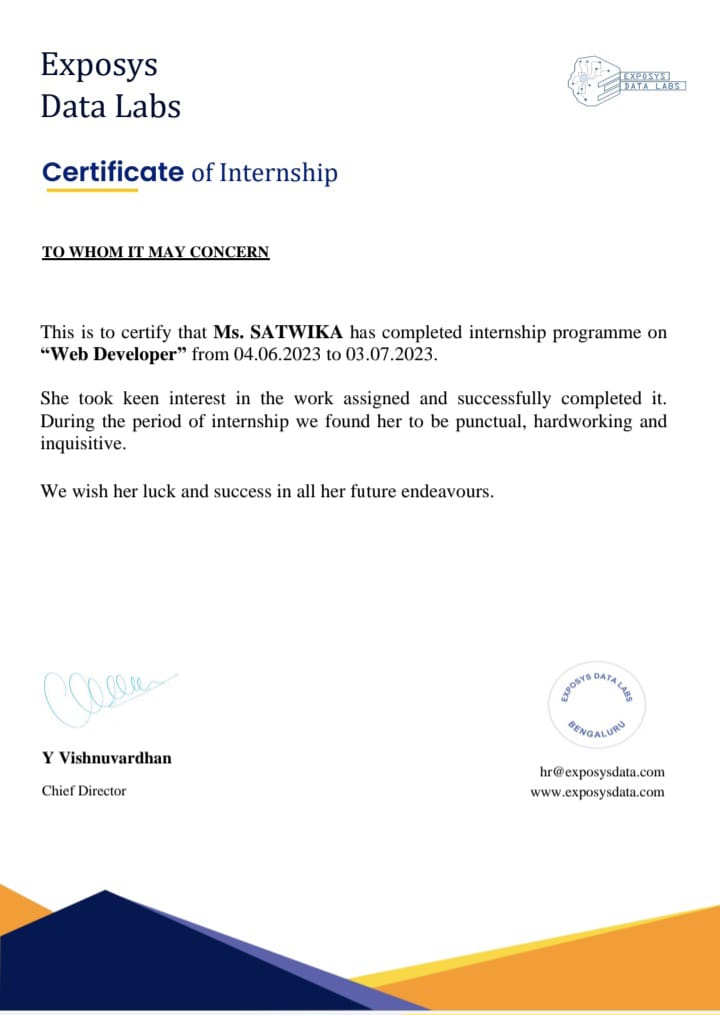 Exposys
Data Labs
EXPOSYS
DATA LABS
Certificate of Internship
TO WHOM IT MAY CONCERN
This is to certify that Ms. SATWIKA has completed internship programme on
“Web Developer” from 04.06.2023 to 03.07.2023.
She took keen interest in the work assigned and successfully completed it.
During the period of internship we found her to be punctual, hardworking and
inquisitive.
We wish her luck and success in all her future endeavours.
EXPOSYS DATA LABS
BENGALURU
Y Vishnuvardhan
Chief Director
hr@exposysdata.com
www.exposysdata.com